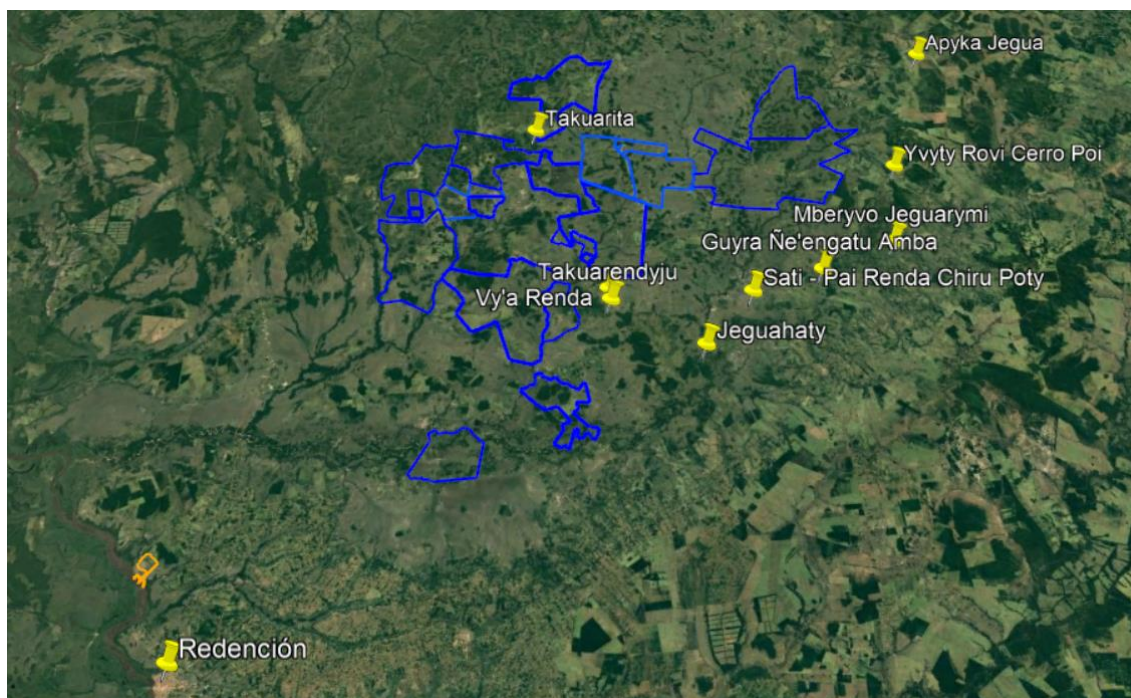 Apyka Jegua
Takuarita
Yvyty Rovi Cerro Poi
Mberyvo Jeguarymi
Guyra Ñe'engatu Amba
Takuarendyju
Sati - Pai Renda Chiru Poty
Vy'a Renda
Jeguahaty
Redención